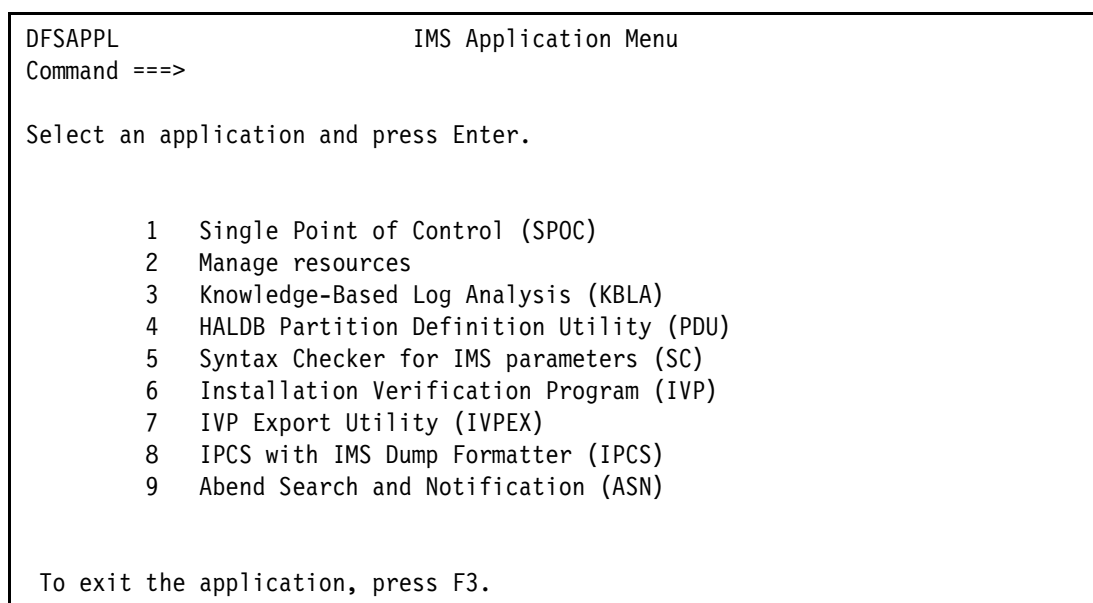 DFSAPPL IMS Application Menu
Command ===>
Select an application and press Enter.
1 Single Point of Control (SPOC)
2 Manage resources
3 Knowledge-Based Log Analysis (KBLA)
4 HALDB Partition Definition Utility (PDU)
5 Syntax Checker for IMS parameters (SC)
6 Installation Verification Program (IVP)
7 IVP Export Utility (IVPEX)
8 IPCS with IMS Dump Formatter (IPCS)
9 Abend Search and Notification (ASN)
To exit the application, press F3.